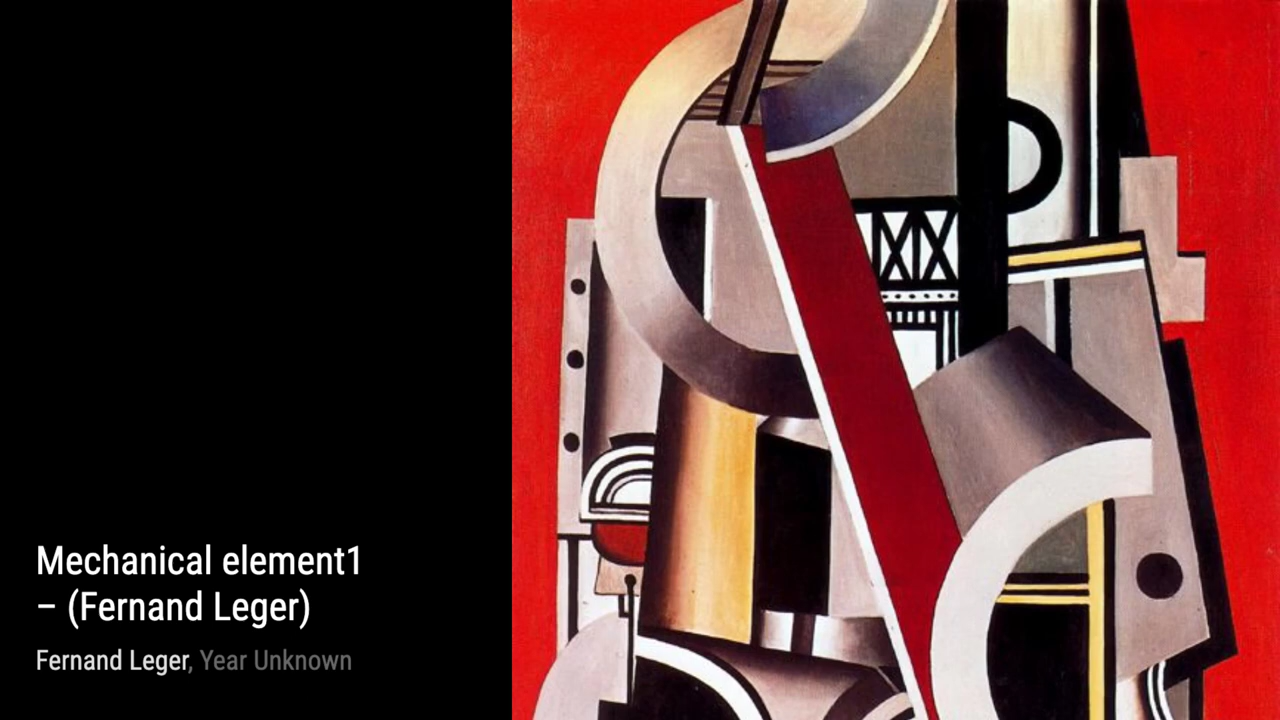 Mechanical element1
– (Fernand Leger)
Fernand Leger, Year Unknown